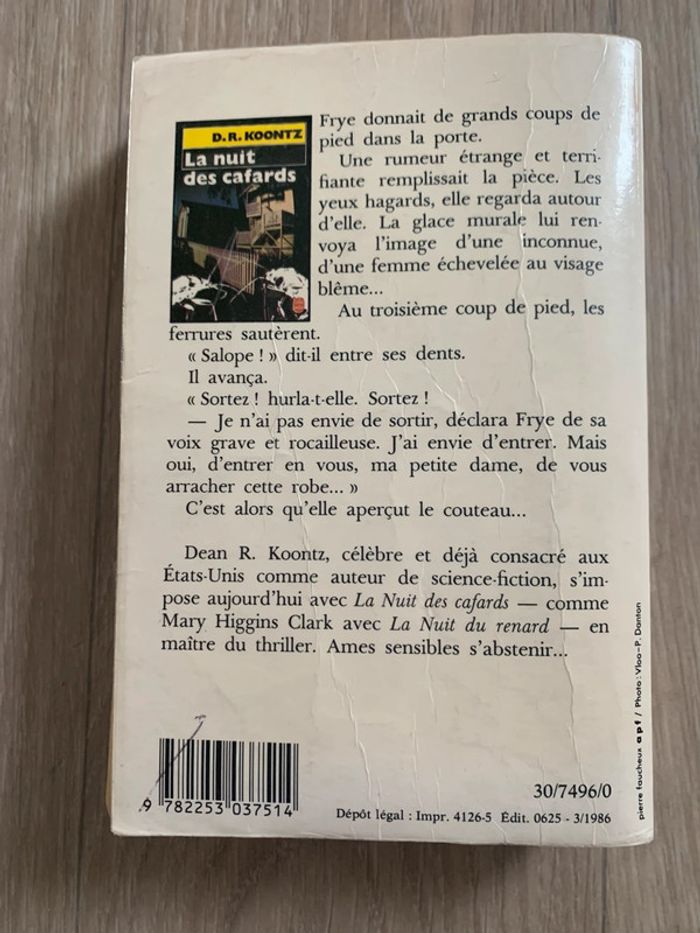 D.R. KOONTZ
La nuit
des cafards
Frye donnait de grands coups de
pied dans la porte.
Une rumeur étrange et terri-
fiante remplissait la pièce. Les
yeux hagards, elle regarda autour
d'elle. La glace murale lui ren-
voya l'image d'une inconnue,
d'une femme échevelée au visage
blême...
Au troisième coup de pied, les
ferrures sautèrent.
« Salope ! » dit-il entre ses dents.
Il avança.
« Sortez ! hurla-t-elle. Sortez !
— Je n'ai pas envie de sortir, déclara Frye de sa
voix grave et rocailleuse. J'ai envie d'entrer. Mais
oui, d'entrer en vous, ma petite dame, de vous
arracher cette robe... »
C'est alors qu'elle aperçut le couteau...
Dean R. Koontz, célèbre et déjà consacré aux
États-Unis comme auteur de science-fiction, s'im-
pose aujourd'hui avec La Nuit des cafards — comme
Mary Higgins Clark avec La Nuit du renard — en
maître du thriller. Ames sensibles s'abstenir...
9 782253 037514
30/7496/0
Dépôt légal : Impr. 4126-5 Édit. 0625 - 3/1986
pierre faucheux apf / Photo : Vloo-P. Danton